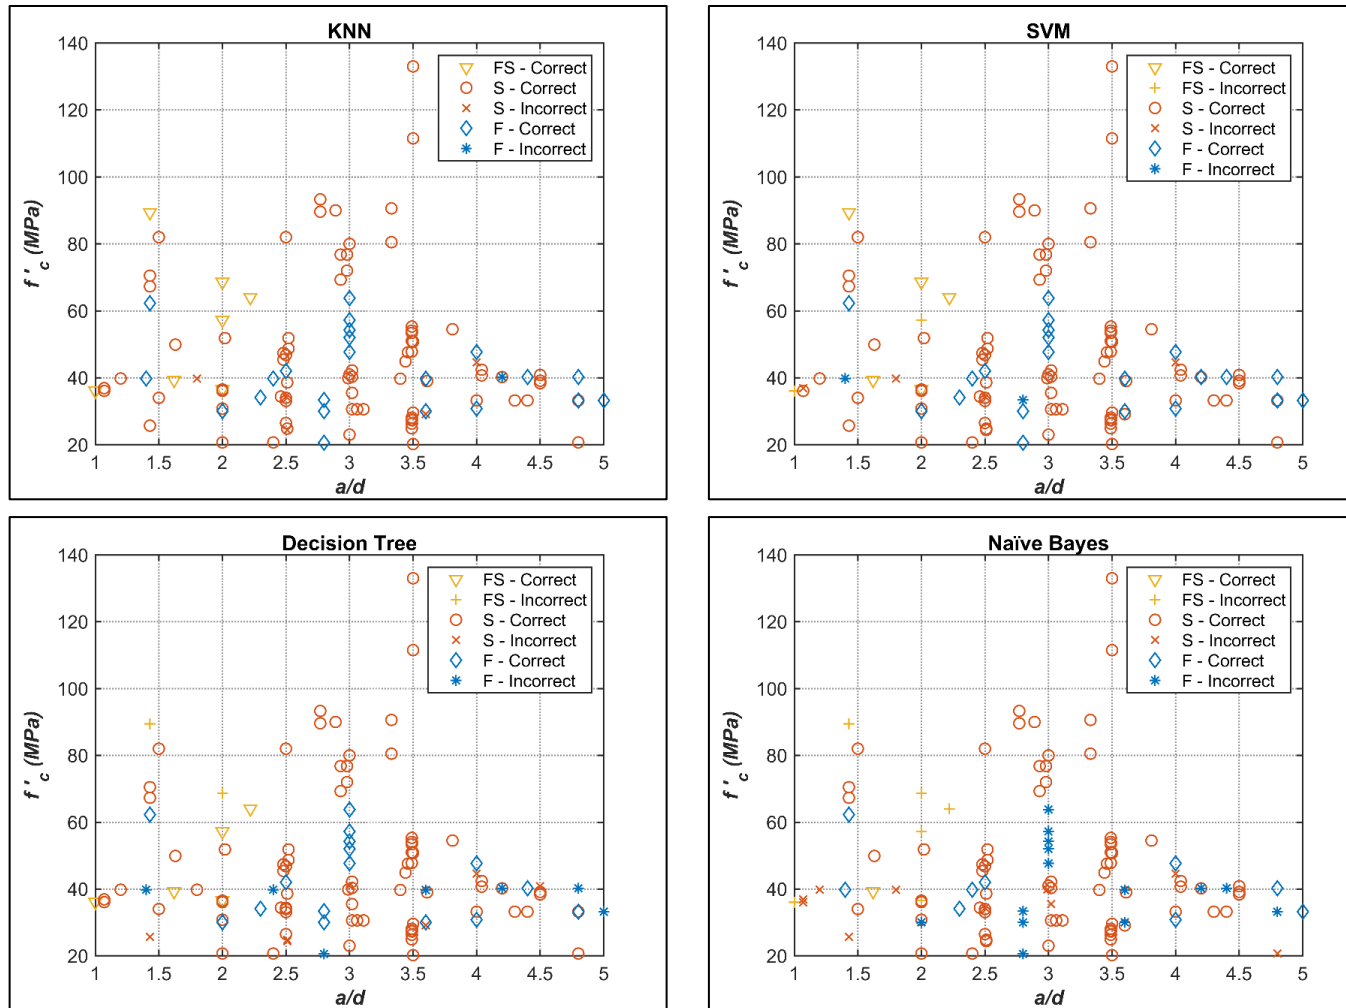 KNN
140
120
100
80
60
40
20
f 'c (MPa)
1 1.5 2 2.5 3 3.5 4 4.5 5
a/d
FS - Correct
S - Correct
S - Incorrect
F - Correct
F - Incorrect
SVM
140
120
100
80
60
40
20
f 'c (MPa)
1 1.5 2 2.5 3 3.5 4 4.5 5
a/d
FS - Correct
FS - Incorrect
S - Correct
S - Incorrect
F - Correct
F - Incorrect
Decision Tree
140
120
100
80
60
40
20
f 'c (MPa)
1 1.5 2 2.5 3 3.5 4 4.5 5
a/d
FS - Correct
FS - Incorrect
S - Correct
S - Incorrect
F - Correct
F - Incorrect
Naïve Bayes
140
120
100
80
60
40
20
f 'c (MPa)
1 1.5 2 2.5 3 3.5 4 4.5 5
a/d
FS - Correct
FS - Incorrect
S - Correct
S - Incorrect
F - Correct
F - Incorrect